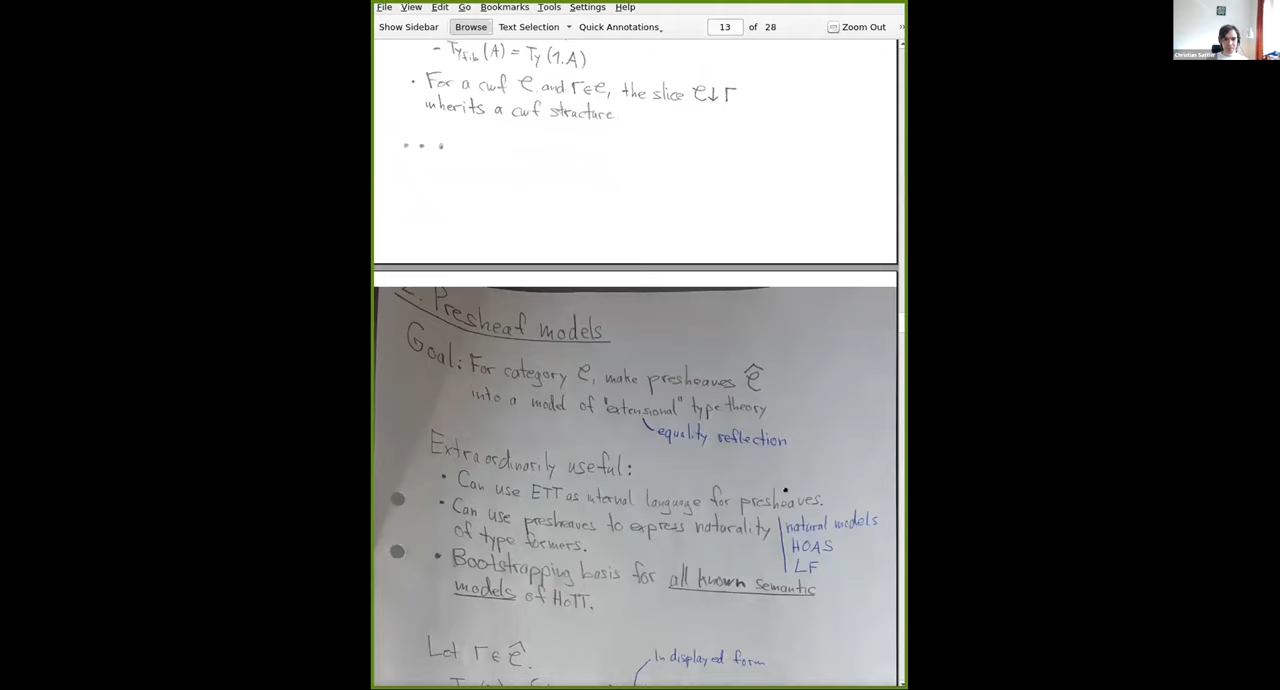 File View Edit Go Bookmarks Tools Settings Help
Show Sidebar Browse Text Selection Quick Annotations 13 of 28 Zoom Out »
Christian Sattler
- Ty_fib (A) = Ty (1.A)
• For a cwf C and Γ ∈ C, the slice C↓Γ
inherits a cwf structure
• • •
2. Presheaf models
Goal: For category C, make presheaves Ĉ
into a model of "extensional" type theory
equality reflection
Extraordinarily useful:
• Can use ETT as internal language for presheaves.
• Can use presheaves to express naturality
of type formers.
natural models
HOAS
LF
• Bootstrapping basis for all known semantic
models of HoTT.
Let Γ ∈ Ĉ.
In displayed form